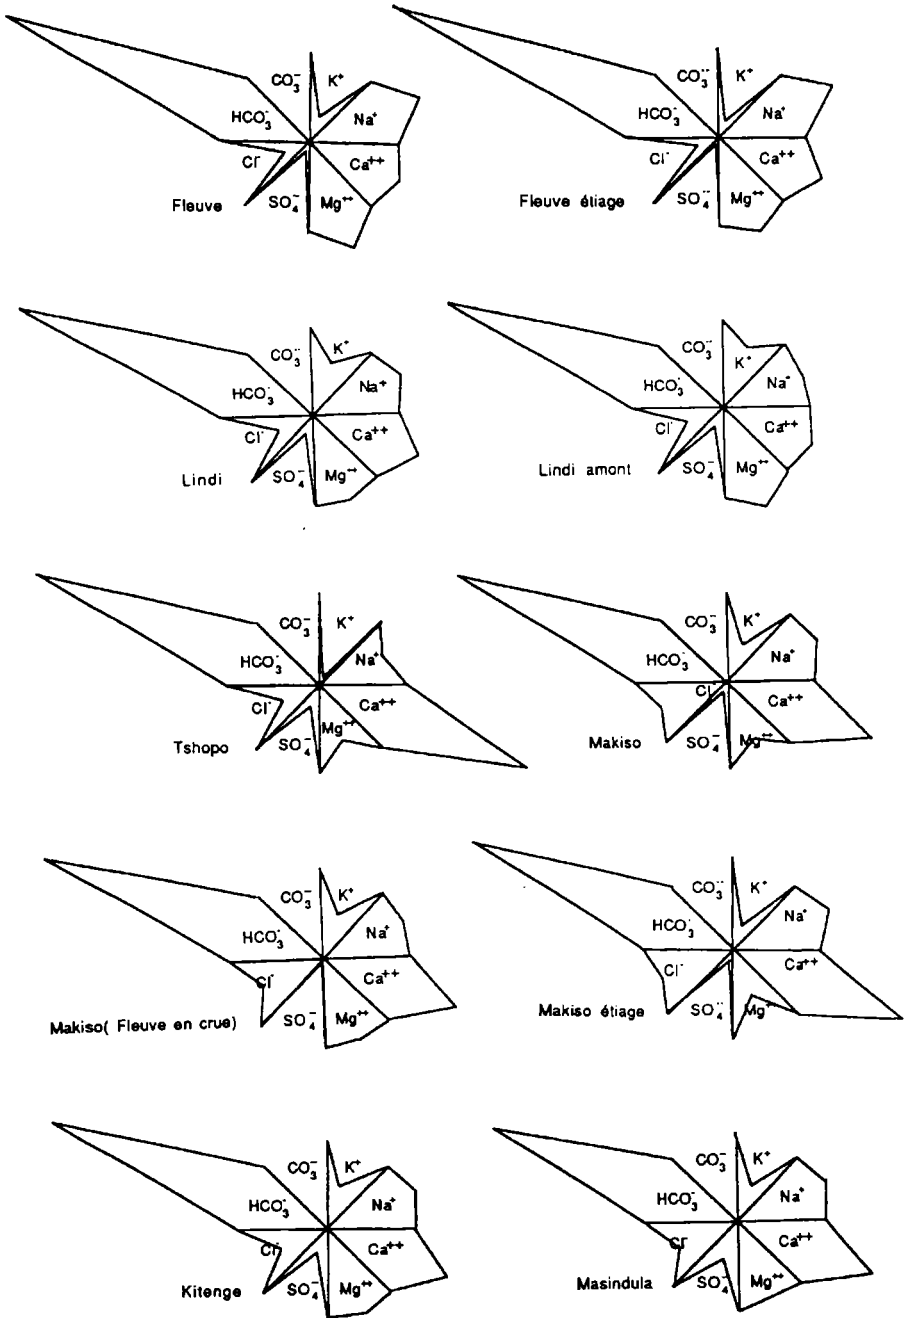 CO₃⁻ K⁺
HCO₃⁻ Na⁺
Cl⁻ Ca⁺⁺
SO₄⁻ Mg⁺⁺
Fleuve
CO₃⁻⁻ K⁺
HCO₃⁻ Na⁺
Cl⁻ Ca⁺⁺
SO₄⁻⁻ Mg⁺⁺
Fleuve étiage
CO₃⁻⁻ K⁺
HCO₃⁻ Na⁺
Cl⁻ Ca⁺⁺
SO₄⁻ Mg⁺⁺
Lindi
CO₃⁻⁻ K⁺
HCO₃⁻ Na⁺
Cl⁻ Ca⁺⁺
SO₄⁻ Mg⁺⁺
Lindi amont
CO₃⁻ K⁺
HCO₃⁻ Na⁺
Cl⁻ Ca⁺⁺
SO₄⁻ Mg⁺⁺
Tshopo
CO₃⁻ K⁺
HCO₃⁻ Na⁺
Cl⁻ Ca⁺⁺
SO₄⁻ Mg⁺⁺
Makiso
CO₃⁻ K⁺
HCO₃⁻ Na⁺
Cl⁻ Ca⁺⁺
SO₄⁻ Mg⁺⁺
Makiso( Fleuve en crue)
CO₃⁻⁻ K⁺
HCO₃⁻ Na⁺
Cl⁻ Ca⁺⁺
SO₄⁻⁻ Mg⁺⁺
Makiso étiage
CO₃⁻ K⁺
HCO₃⁻ Na⁺
Cl⁻ Ca⁺⁺
SO₄⁻ Mg⁺⁺
Kitenge
CO₃⁻ K⁺
HCO₃⁻ Na⁺
Cl⁻ Ca⁺⁺
SO₄⁻ Mg⁺⁺
Masindula